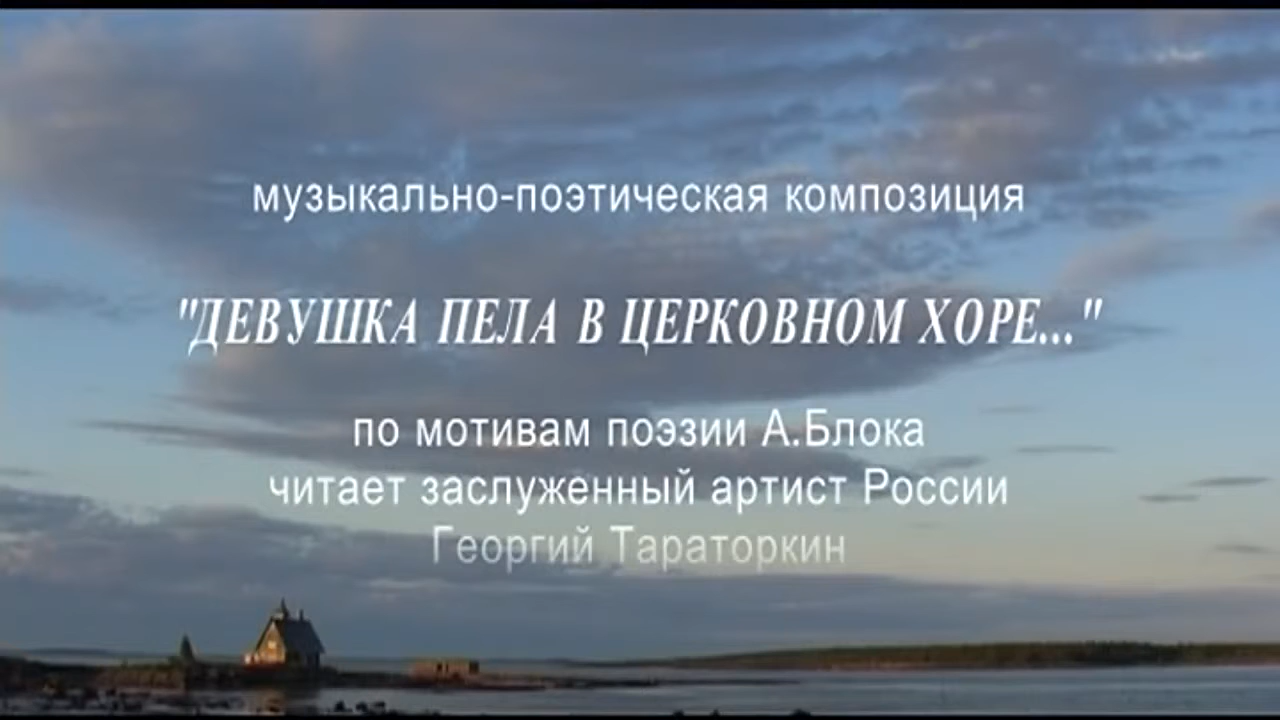 музыкально-поэтическая композиция
"ДЕВУШКА ПЕЛА В ЦЕРКОВНОМ ХОРЕ..."
по мотивам поэзии А.Блока
читает заслуженный артист России
Георгий Тараторкин